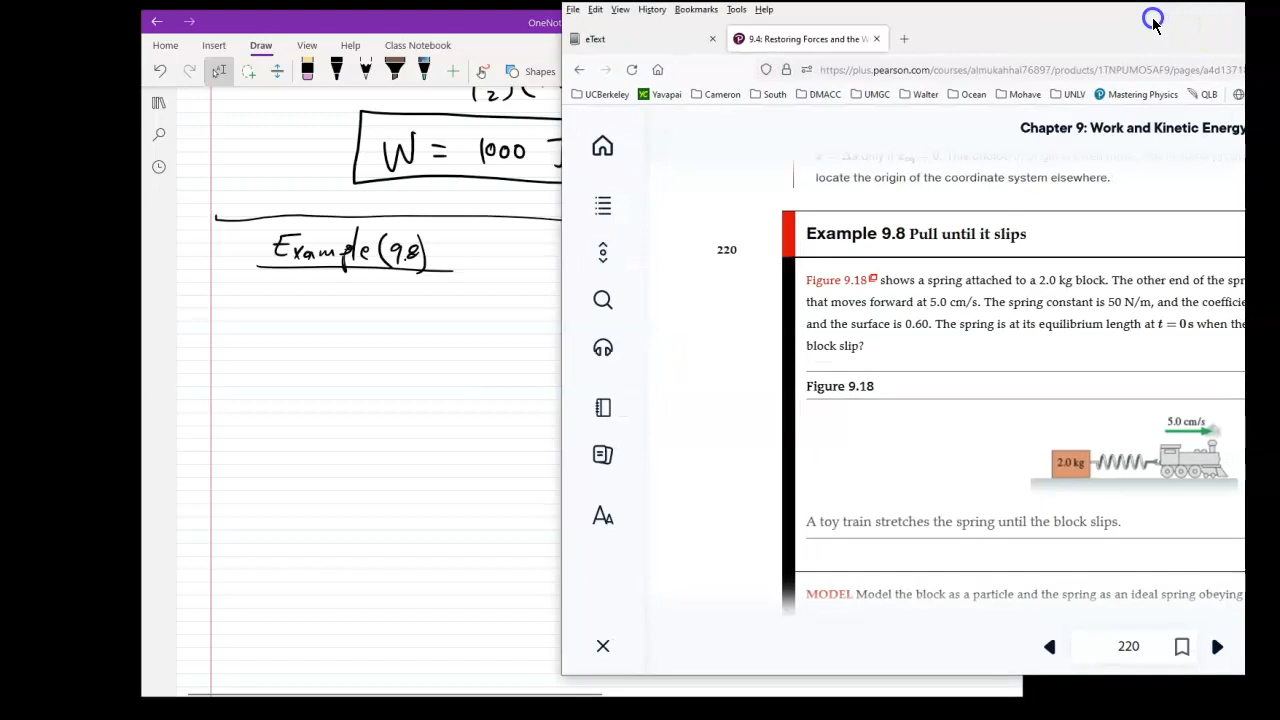 OneNot
Home Insert Draw View Help Class Notebook
Shapes
W = 1000 J
Example (9.8)
File Edit View History Bookmarks Tools Help
eText
9.4: Restoring Forces and the W
https://plus.pearson.com/courses/almukahhal76897/products/1TNPUMO5AF9/pages/a4d1371
UCBerkeley Yavapai Cameron South DMACC UMGC Walter Ocean Mohave UNLV Mastering Physics QLB
Chapter 9: Work and Kinetic Energy
locate the origin of the coordinate system elsewhere.
220
Example 9.8 Pull until it slips
Figure 9.18 shows a spring attached to a 2.0 kg block. The other end of the spr
that moves forward at 5.0 cm/s. The spring constant is 50 N/m, and the coefficie
and the surface is 0.60. The spring is at its equilibrium length at t = 0 s when the
block slip?
Figure 9.18
5.0 cm/s
2.0 kg
A toy train stretches the spring until the block slips.
MODEL Model the block as a particle and the spring as an ideal spring obeying
220